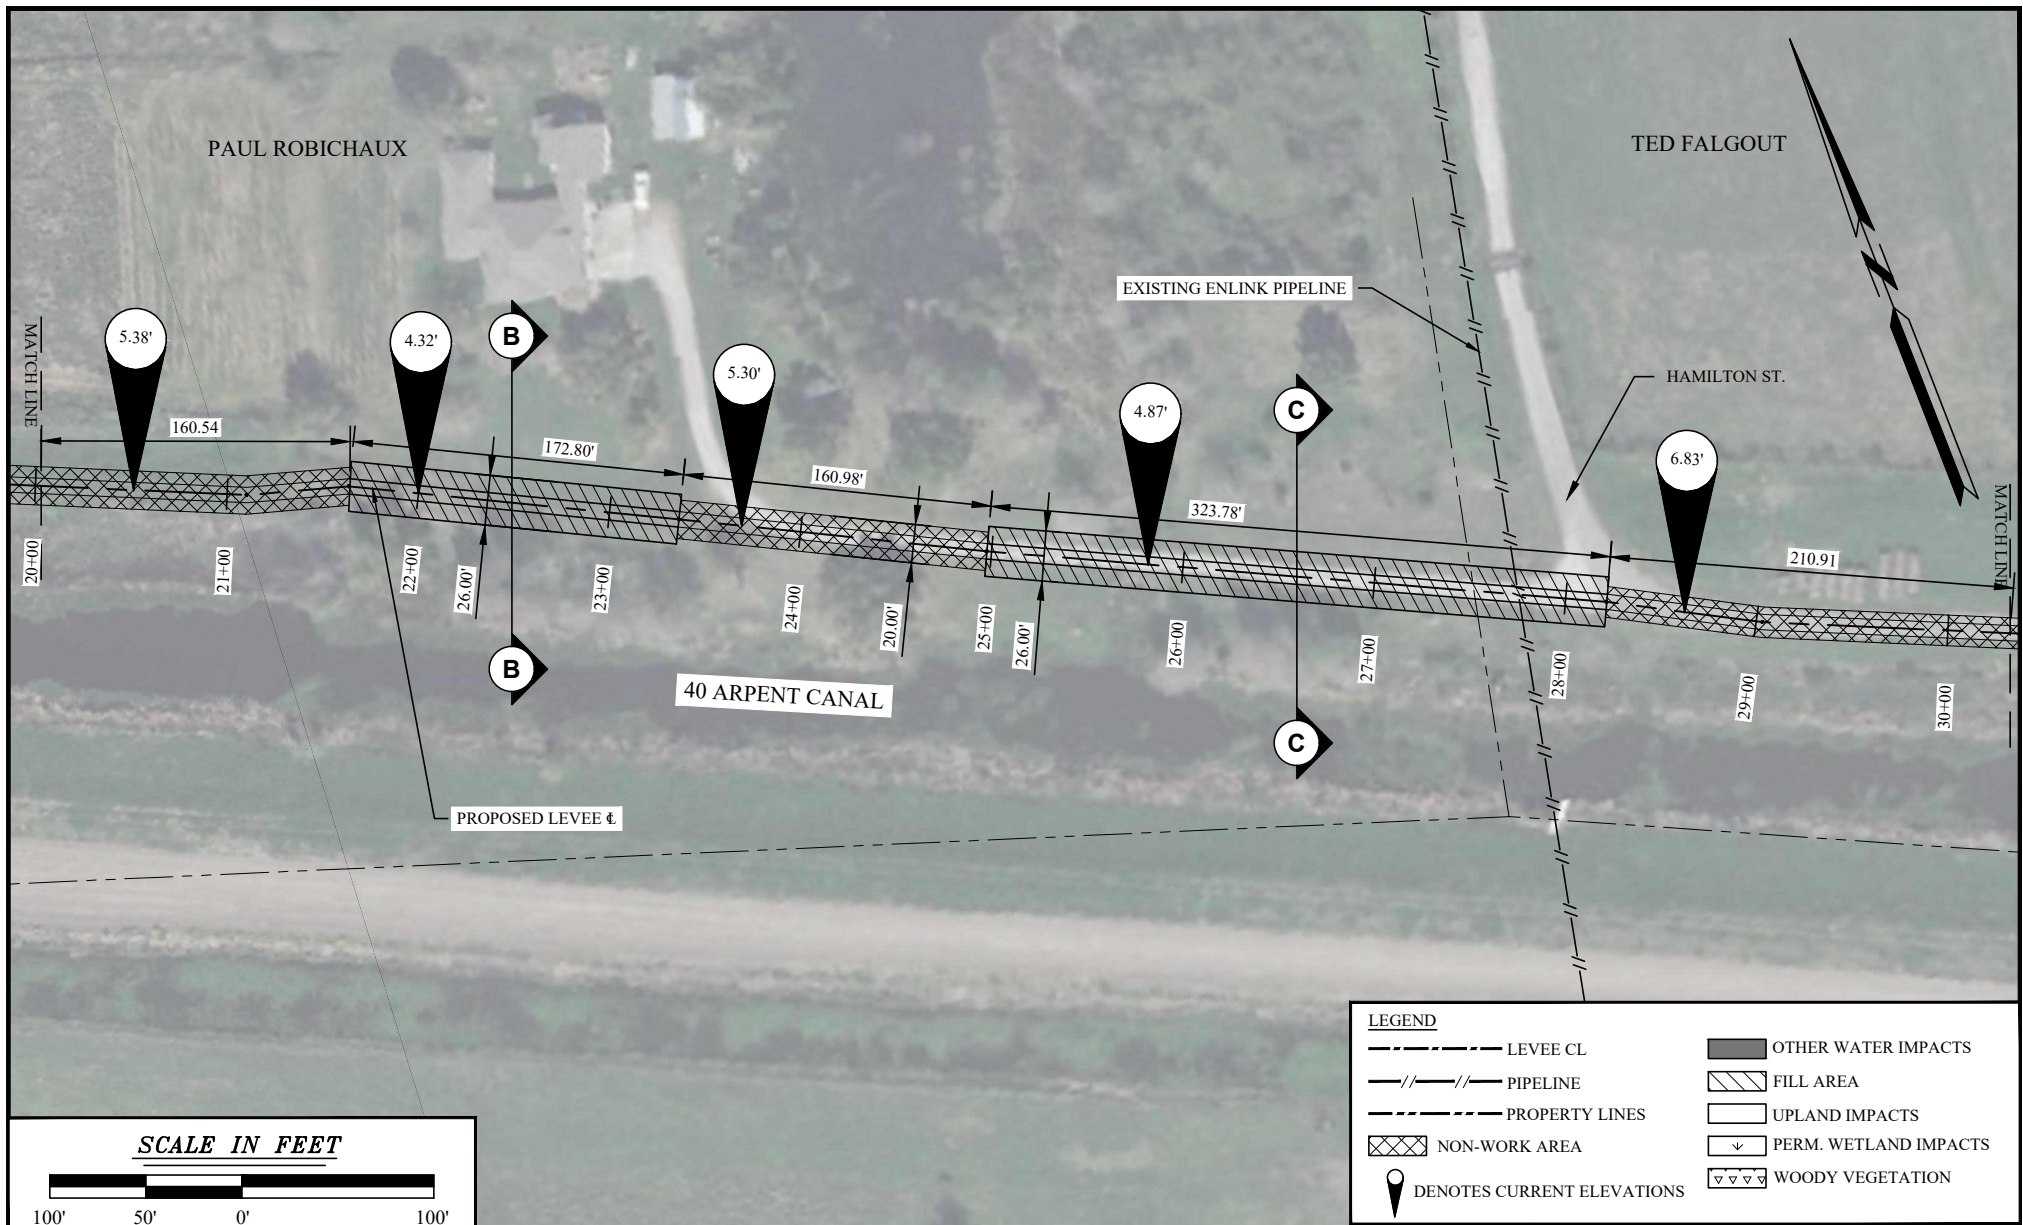 PAUL ROBICHAUX
TED FALGOUT
EXISTING ENLINK PIPELINE
HAMILTON ST.
MATCH LINE
5.38'
4.32'
B
5.30'
4.87'
C
6.83'
MATCH LINE
160.54
172.80'
160.98'
323.78'
210.91
20+00
21+00
22+00
26.00'
23+00
24+00
20.00'
25+00
26.00'
26+00
27+00
28+00
29+00
30+00
B
C
40 ARPENT CANAL
PROPOSED LEVEE ℄
SCALE IN FEET
100' 50' 0' 100'
LEGEND
LEVEE CL
PIPELINE
PROPERTY LINES
NON-WORK AREA
DENOTES CURRENT ELEVATIONS
OTHER WATER IMPACTS
FILL AREA
UPLAND IMPACTS
PERM. WETLAND IMPACTS
WOODY VEGETATION